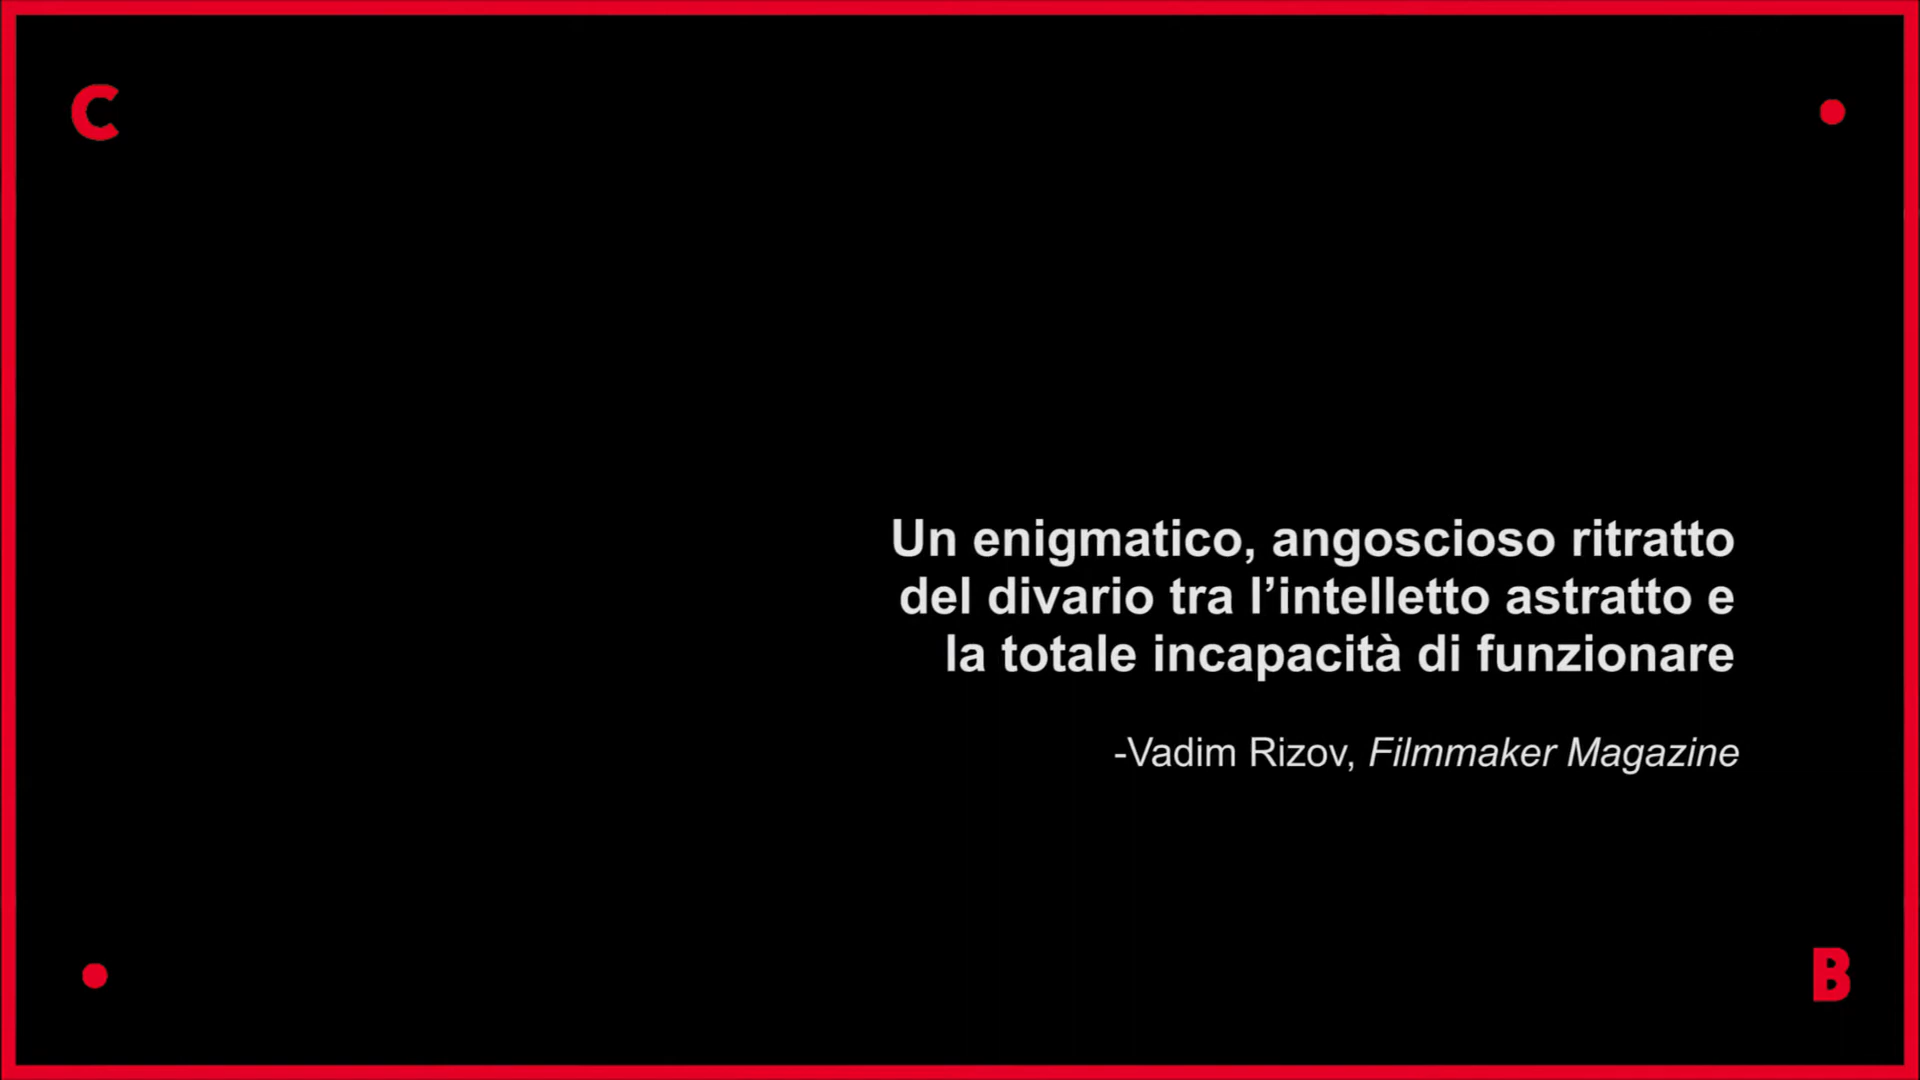 C
Un enigmatico, angoscioso ritratto
del divario tra l’intelletto astratto e
la totale incapacità di funzionare
-Vadim Rizov, Filmmaker Magazine
B